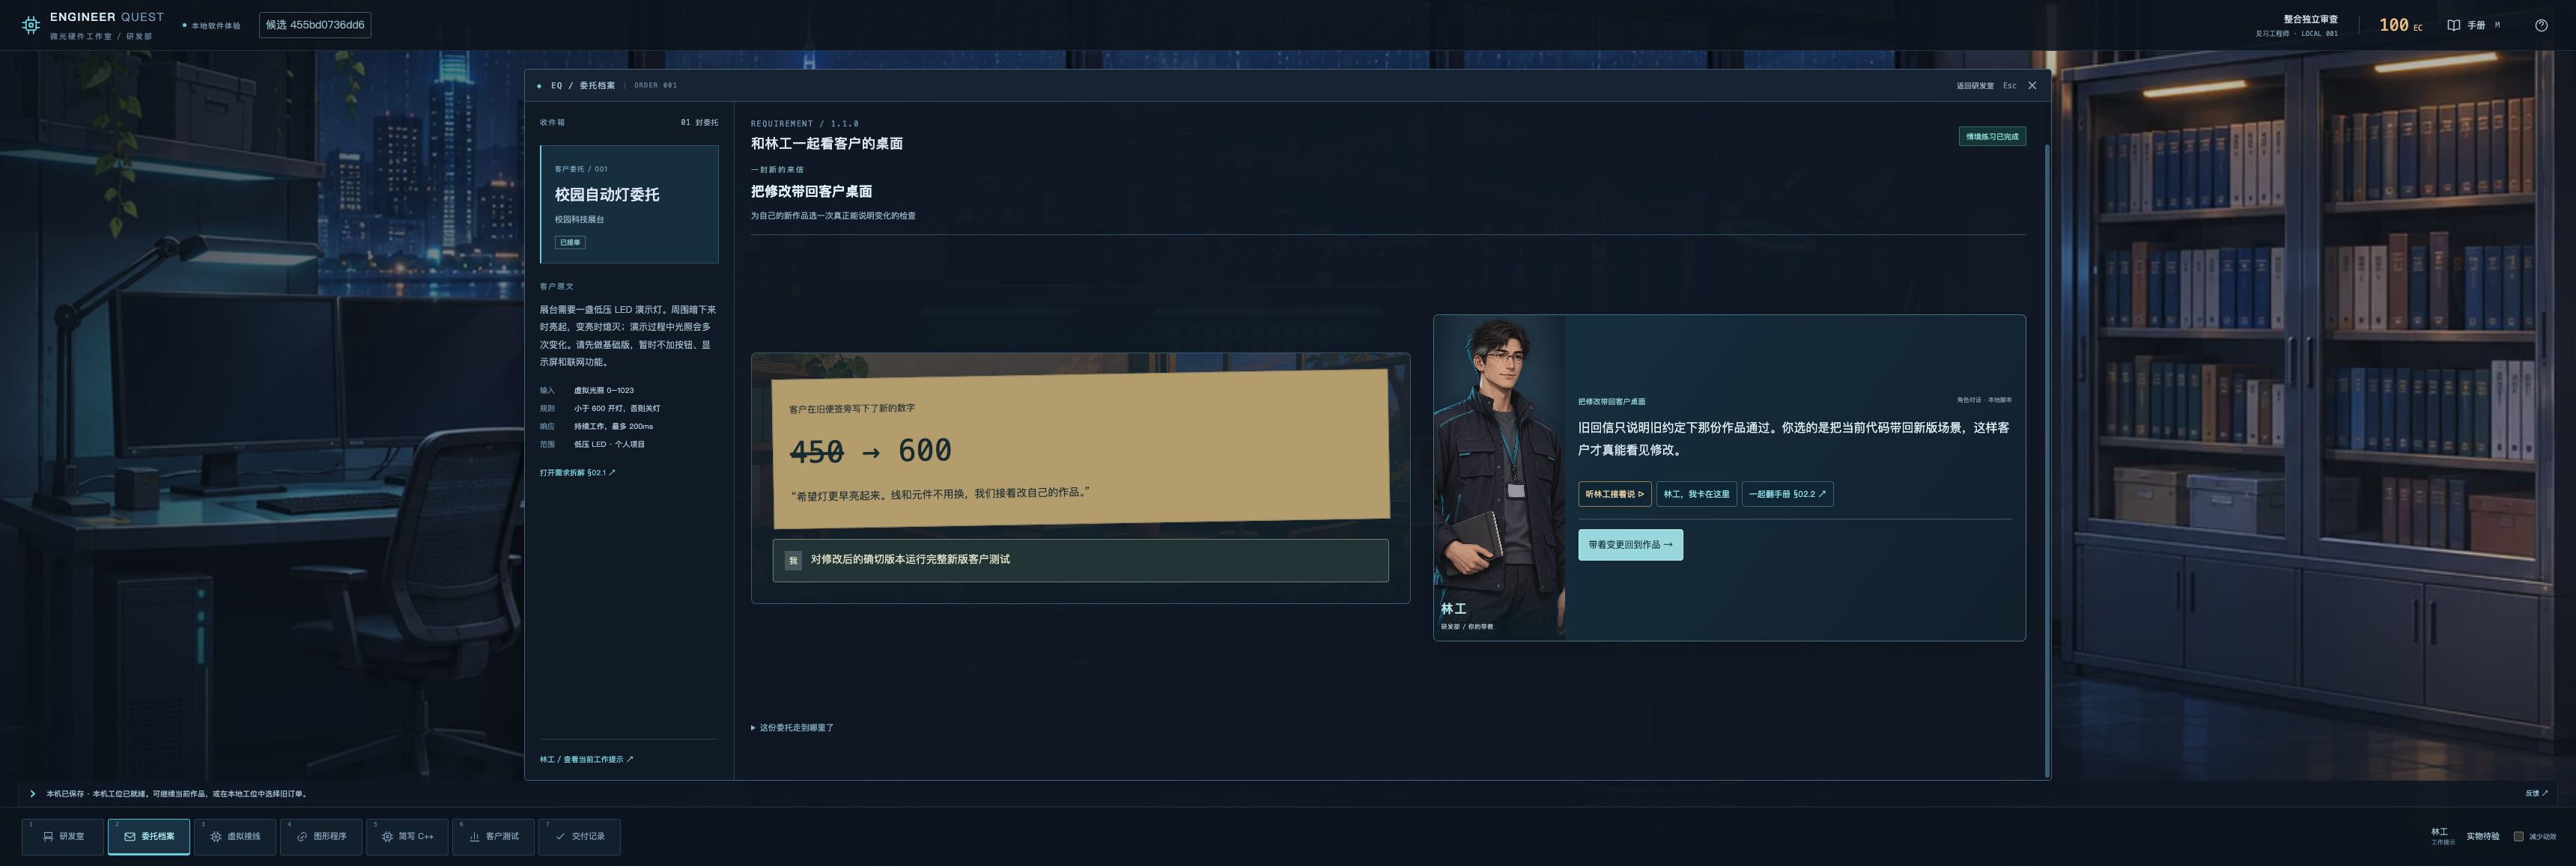 ENGINEER QUEST
微光硬件工作室 / 研发部
本地软件体验
候选 455bd0736dd6
整合独立审查
见习工程师 · LOCAL 001
100 EC
手册 M
EQ / 委托档案 | ORDER 001
返回研发室 Esc
收件箱
01 封委托
客户委托 / 001
校园自动灯委托
校园科技展台
已接单
客户原文
展台需要一盏低压 LED 演示灯。周围暗下来
时亮起，变亮时熄灭；演示过程中光照会多
次变化。请先做基础版，暂时不加按钮、显
示屏和联网功能。
输入 虚拟光照 0—1023
规则 小于 600 开灯，否则关灯
响应 持续工作，最多 200ms
范围 低压 LED · 个人项目
打开需求拆解 §02.1 ↗
林工 / 查看当前工作提示 ↗
REQUIREMENT / 1.1.0
和林工一起看客户的桌面
情境练习已完成
一封新的来信
把修改带回客户桌面
为自己的新作品选一次真正能说明变化的检查
客户在旧便签旁写下了新的数字
450 → 600
“希望灯更早亮起来。线和元件不用换，我们接着改自己的作品。”
我 对修改后的确切版本运行完整新版客户测试
林工
研发部 / 你的带教
把修改带回客户桌面
角色对话 · 本地脚本
旧回信只说明旧约定下那份作品通过。你选的是把当前代码带回新版场景，这样客
户才真能看见修改。
听林工接着说 ▷
林工，我卡在这里
一起翻手册 §02.2 ↗
带着变更回到作品 →
▶ 这份委托走到哪里了
本机已保存 · 本机工位已就绪。可继续当前作品，或在本地工位中选择旧订单。
反馈 ↗
1 研发室
2 委托档案
3 虚拟接线
4 图形程序
5 简写 C++
6 客户测试
7 交付记录
林工
工作提示
实物待验
减少动效